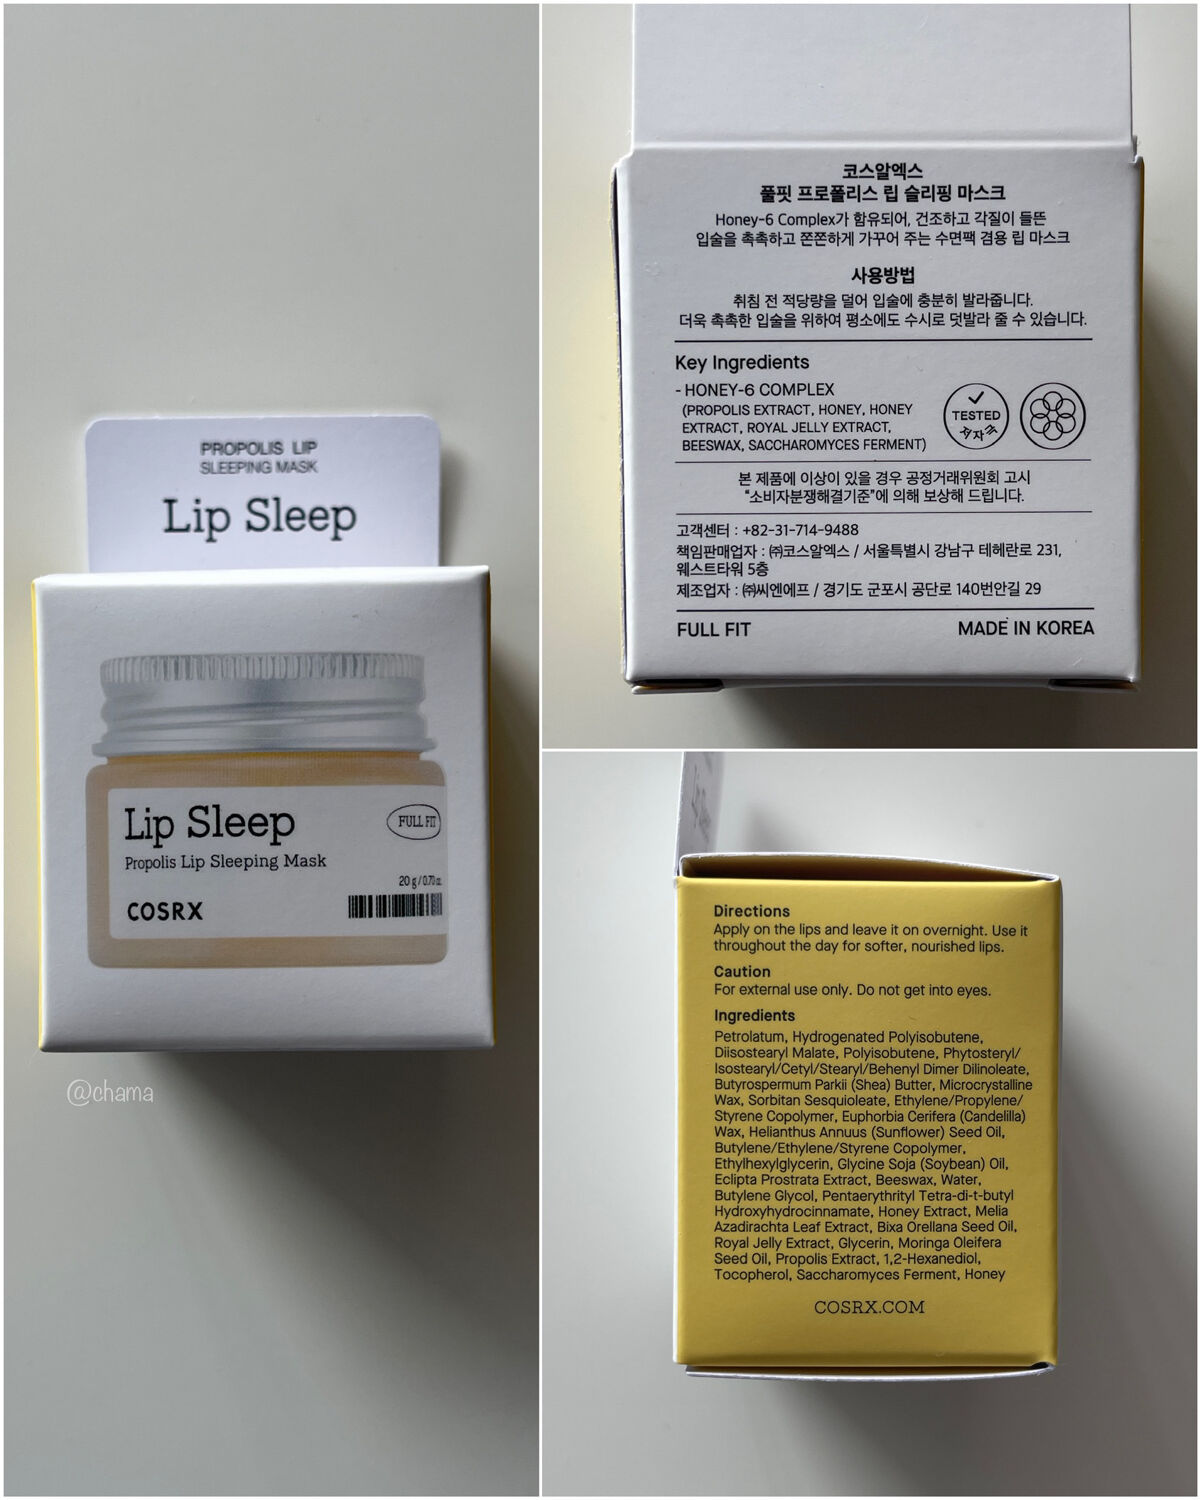 PROPOLIS LIP
SLEEPING MASK
Lip Sleep
Lip Sleep
FULL FIT
Propolis Lip Sleeping Mask
20 g / 0.70 oz
COSRX
@chama
코스알엑스
풀핏 프로폴리스 립 슬리핑 마스크
Honey-6 Complex가 함유되어, 건조하고 각질이 들뜬
입술을 촉촉하고 쫀쫀하게 가꾸어 주는 수면팩 겸용 립 마스크
사용방법
취침 전 적당량을 덜어 입술에 충분히 발라줍니다.
더욱 촉촉한 입술을 위하여 평소에도 수시로 덧발라 줄 수 있습니다.
Key Ingredients
- HONEY-6 COMPLEX
(PROPOLIS EXTRACT, HONEY, HONEY
EXTRACT, ROYAL JELLY EXTRACT,
BEESWAX, SACCHAROMYCES FERMENT)
TESTED
본 제품에 이상이 있을 경우 공정거래위원회 고시
“소비자분쟁해결기준”에 의해 보상해 드립니다.
고객센터 : +82-31-714-9488
책임판매업자 : ㈜코스알엑스 / 서울특별시 강남구 테헤란로 231,
웨스트타워 5층
제조업자 : ㈜씨엔에프 / 경기도 군포시 공단로 140번안길 29
FULL FIT
MADE IN KOREA
Directions
Apply on the lips and leave it on overnight. Use it
throughout the day for softer, nourished lips.
Caution
For external use only. Do not get into eyes.
Ingredients
Petrolatum, Hydrogenated Polyisobutene,
Diisostearyl Malate, Polyisobutene, Phytosteryl/
Isostearyl/Cetyl/Stearyl/Behenyl Dimer Dilinoleate,
Butyrospermum Parkii (Shea) Butter, Microcrystalline
Wax, Sorbitan Sesquioleate, Ethylene/Propylene/
Styrene Copolymer, Euphorbia Cerifera (Candelilla)
Wax, Helianthus Annuus (Sunflower) Seed Oil,
Butylene/Ethylene/Styrene Copolymer,
Ethylhexylglycerin, Glycine Soja (Soybean) Oil,
Eclipta Prostrata Extract, Beeswax, Water,
Butylene Glycol, Pentaerythrityl Tetra-di-t-butyl
Hydroxyhydrocinnamate, Honey Extract, Melia
Azadirachta Leaf Extract, Bixa Orellana Seed Oil,
Royal Jelly Extract, Glycerin, Moringa Oleifera
Seed Oil, Propolis Extract, 1,2-Hexanediol,
Tocopherol, Saccharomyces Ferment, Honey
COSRX.COM